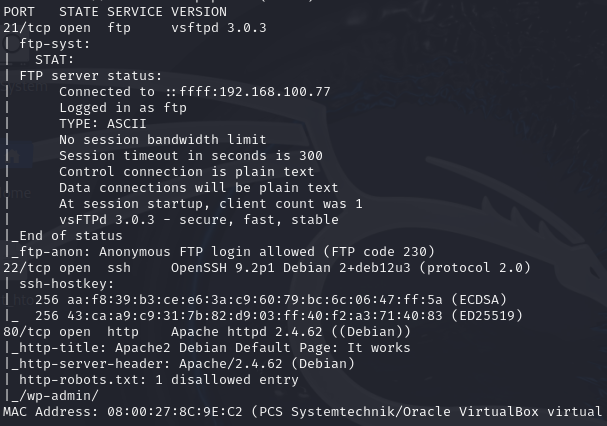 PORT   STATE SERVICE VERSION
21/tcp open  ftp     vsftpd 3.0.3
| ftp-syst:
|   STAT:
| FTP server status:
|      Connected to ::ffff:192.168.100.77
|      Logged in as ftp
|      TYPE: ASCII
|      No session bandwidth limit
|      Session timeout in seconds is 300
|      Control connection is plain text
|      Data connections will be plain text
|      At session startup, client count was 1
|      vsFTPd 3.0.3 - secure, fast, stable
|_End of status
|_ftp-anon: Anonymous FTP login allowed (FTP code 230)
22/tcp open  ssh     OpenSSH 9.2p1 Debian 2+deb12u3 (protocol 2.0)
| ssh-hostkey:
|   256 aa:f8:39:b3:ce:e6:3a:c9:60:79:bc:6c:06:47:ff:5a (ECDSA)
|_  256 43:ca:a9:c9:31:7b:82:d9:03:ff:40:f2:a3:71:40:83 (ED25519)
80/tcp open  http    Apache httpd 2.4.62 ((Debian))
|_http-title: Apache2 Debian Default Page: It works
|_http-server-header: Apache/2.4.62 (Debian)
| http-robots.txt: 1 disallowed entry
|_/wp-admin/
MAC Address: 08:00:27:8C:9E:C2 (PCS Systemtechnik/Oracle VirtualBox virtual